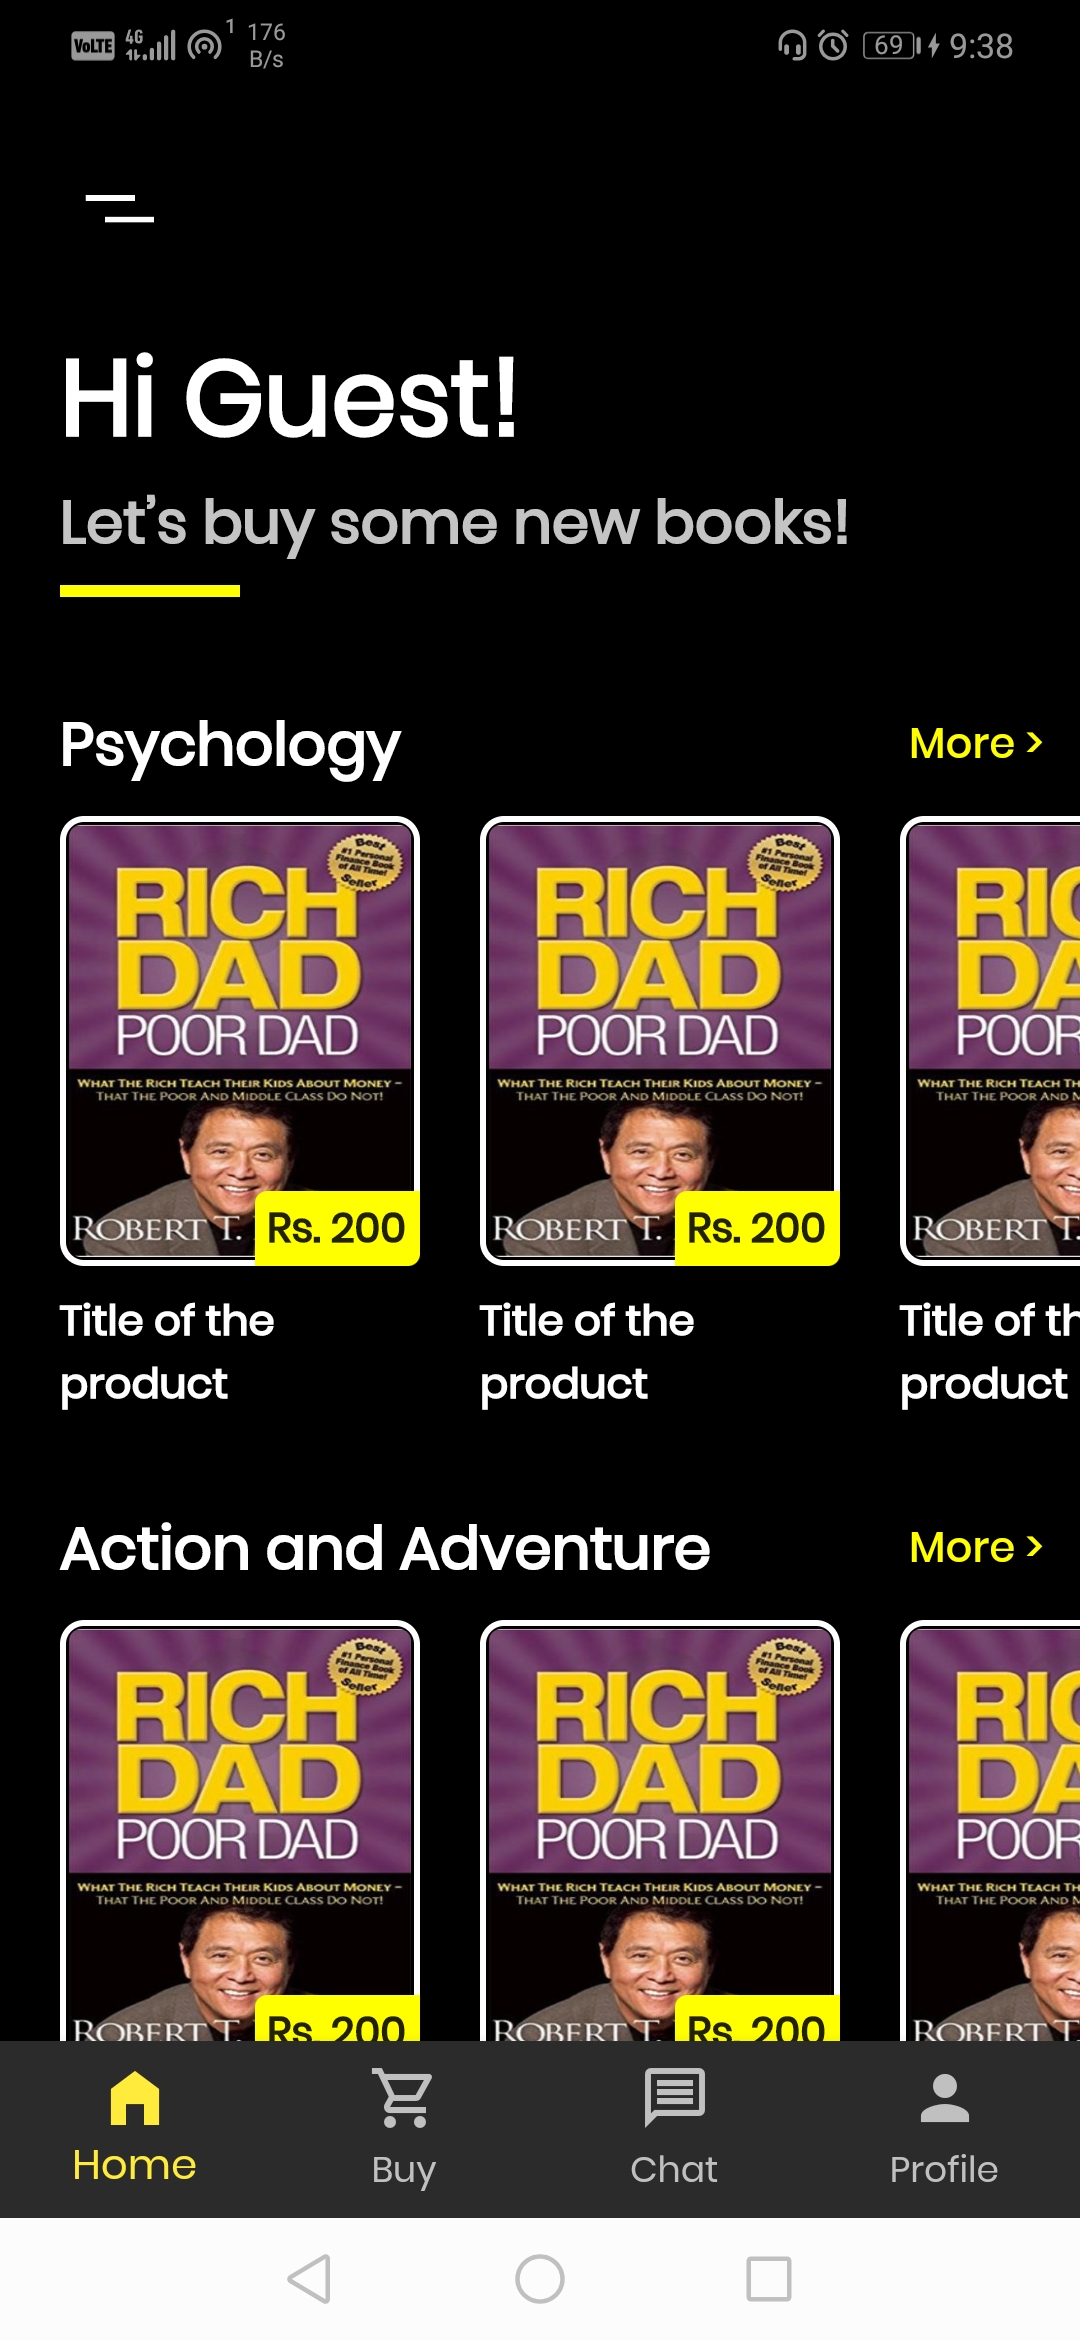 VoLTE 4G 1 176 B/s 69 9:38
Hi Guest!
Let's buy some new books!
Psychology More >
Best
#1 Personal
Finance Book
of All Time!
Seller
RICH
DAD
POOR DAD
WHAT THE RICH TEACH THEIR KIDS ABOUT MONEY –
THAT THE POOR AND MIDDLE CLASS DO NOT!
ROBERT T.
Rs. 200
Title of the
product
Best
#1 Personal
Finance Book
of All Time!
Seller
RICH
DAD
POOR DAD
WHAT THE RICH TEACH THEIR KIDS ABOUT MONEY –
THAT THE POOR AND MIDDLE CLASS DO NOT!
ROBERT T.
Rs. 200
Title of the
product
RIC
DA
POOR
WHAT THE RICH TEACH TH
THAT THE POOR AND M
ROBERT T.
Title of th
product
Action and Adventure More >
Best
#1 Personal
Finance Book
of All Time!
Seller
RICH
DAD
POOR DAD
WHAT THE RICH TEACH THEIR KIDS ABOUT MONEY –
THAT THE POOR AND MIDDLE CLASS DO NOT!
ROBERT T.
Rs. 200
Best
#1 Personal
Finance Book
of All Time!
Seller
RICH
DAD
POOR DAD
WHAT THE RICH TEACH THEIR KIDS ABOUT MONEY –
THAT THE POOR AND MIDDLE CLASS DO NOT!
ROBERT T.
Rs. 200
RIC
DA
POOR
WHAT THE RICH TEACH TH
THAT THE POOR AND M
ROBERT T.
Home Buy Chat Profile